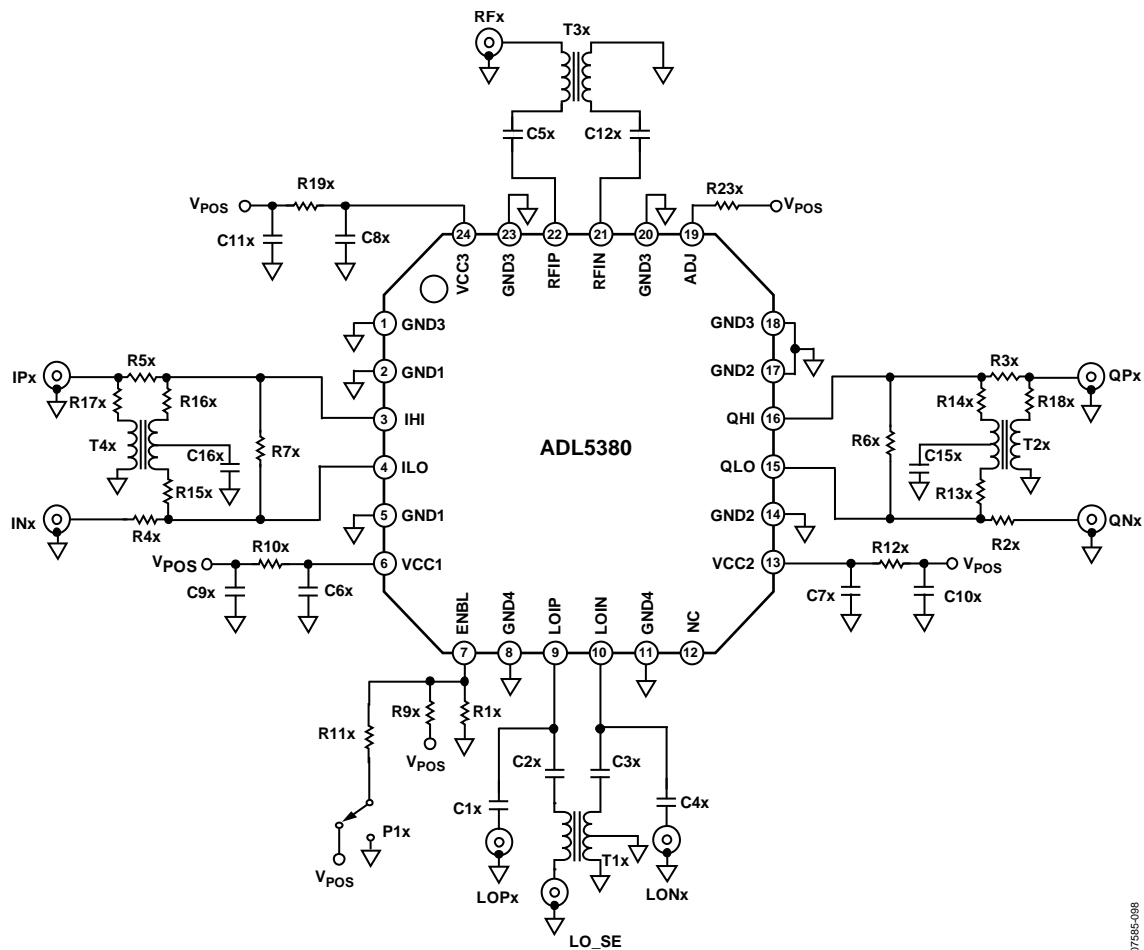 RFx
T3x
C5x
C12x
R19x
VPOS
C11x
C8x
R23x
VPOS
24
23
22
21
20
19
VCC3
GND3
RFIP
RFIN
GND3
ADJ
1
GND3
2
GND1
3
IHI
4
ILO
5
GND1
6
VCC1
ADL5380
GND3
18
GND2
17
QHI
16
QLO
15
GND2
14
VCC2
13
IPx
R5x
R17x
R16x
T4x
C16x
R7x
R15x
INx
R4x
VPOS
R10x
C9x
C6x
R3x
QPx
R14x
R18x
R6x
C15x
T2x
R13x
QNx
R2x
R12x
VPOS
C7x
C10x
ENBL
GND4
LOIP
LOIN
GND4
NC
7
8
9
10
11
12
R11x
R9x
R1x
VPOS
P1x
VPOS
C2x
C3x
C1x
C4x
T1x
LOPx
LONx
LO_SE
07585-098